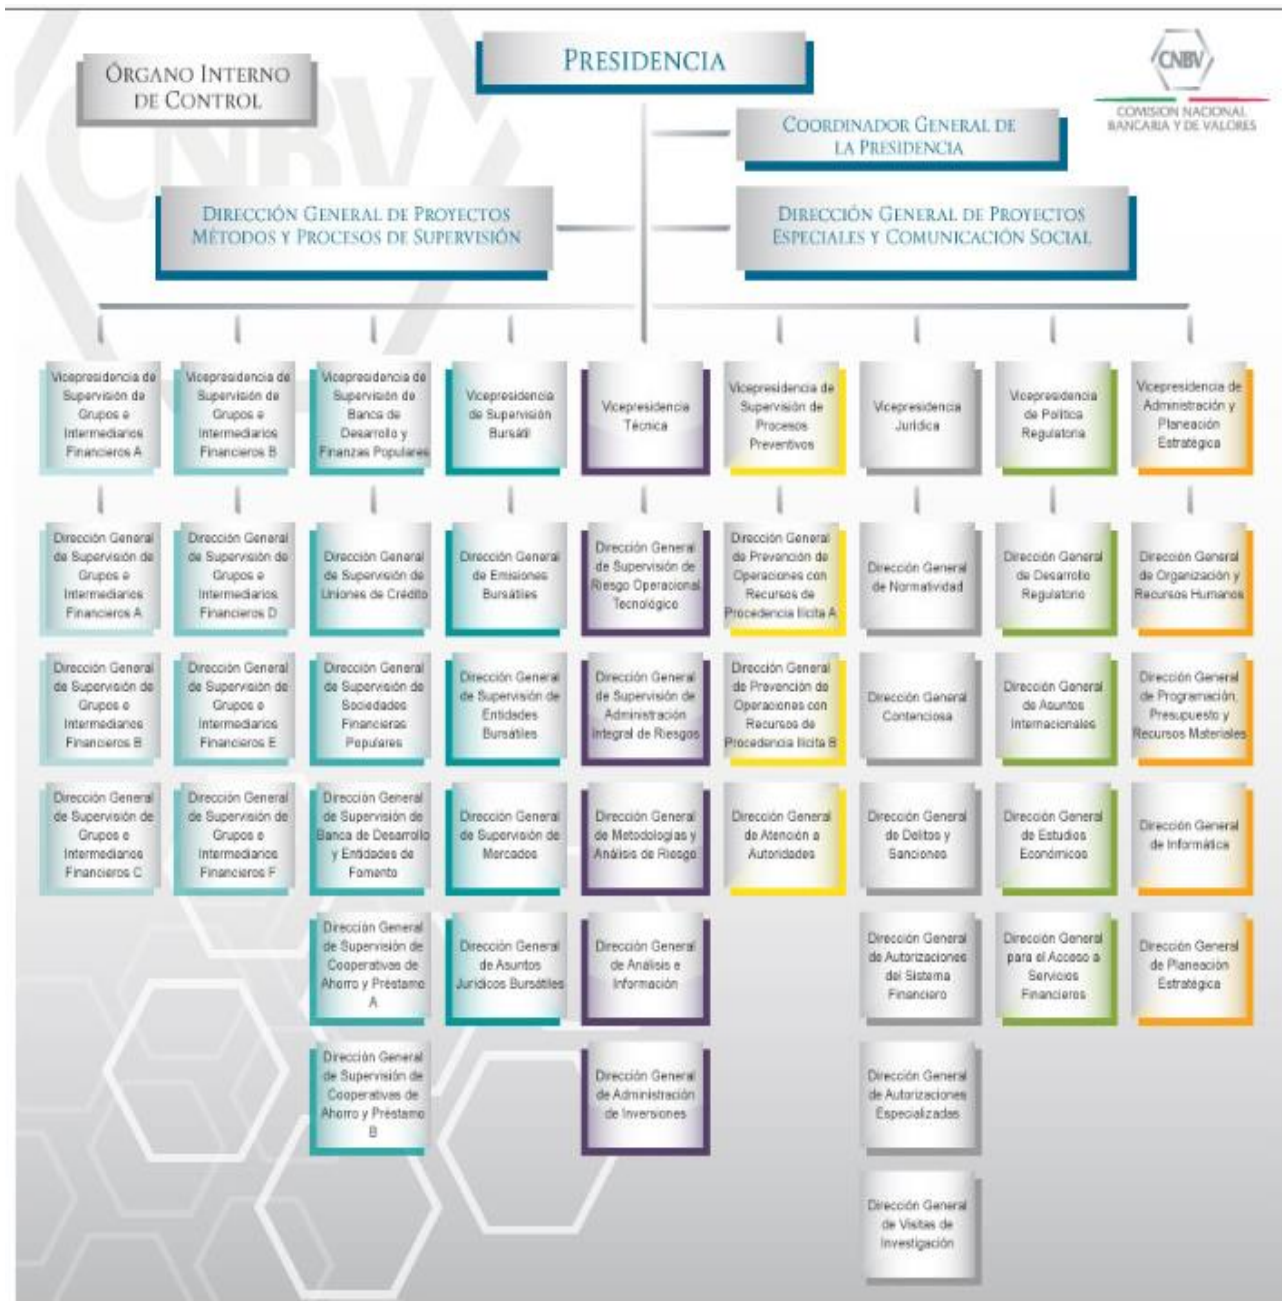 ÓRGANO INTERNO
DE CONTROL
PRESIDENCIA
CNBV
COMISION NACIONAL
BANCARIA Y DE VALORES
CNBV
COORDINADOR GENERAL DE
LA PRESIDENCIA
DIRECCIÓN GENERAL DE PROYECTOS
MÉTODOS Y PROCESOS DE SUPERVISIÓN
DIRECCIÓN GENERAL DE PROYECTOS
ESPECIALES Y COMUNICACIÓN SOCIAL
Vicepresidencia de
Supervisión de
Grupos e
Intermediarios
Financieros A
Vicepresidencia de
Supervisión de
Grupos e
Intermediarios
Financieros B
Vicepresidencia de
Supervisión de
Banca de
Desarrollo y
Finanzas Populares
Vicepresidencia
de Supervisión
Bursátil
Vicepresidencia
Técnica
Vicepresidencia de
Supervisión de
Procesos
Preventivos
Vicepresidencia
Jurídica
Vicepresidencia
de Política
Regulatoria
Vicepresidencia de
Administración y
Planeación
Estratégica
Dirección General
de Supervisión de
Grupos e
Intermediarios
Financieros A
Dirección General
de Supervisión de
Grupos e
Intermediarios
Financieros D
Dirección General
de Supervisión de
Uniones de Crédito
Dirección General
de Emisiones
Bursátiles
Dirección General
de Supervisión de
Riesgo Operacional
Tecnológico
Dirección General
de Prevención de
Operaciones con
Recursos de
Procedencia Ilícita A
Dirección General
de Normatividad
Dirección General
de Desarrollo
Regulatorio
Dirección General
de Organización y
Recursos Humanos
Dirección General
de Supervisión de
Grupos e
Intermediarios
Financieros B
Dirección General
de Supervisión de
Grupos e
Intermediarios
Financieros E
Dirección General
de Supervisión de
Sociedades
Financieras
Populares
Dirección General
de Supervisión de
Entidades
Bursátiles
Dirección General
de Supervisión de
Administración
Integral de Riesgos
Dirección General
de Prevención de
Operaciones con
Recursos de
Procedencia Ilícita B
Dirección General
Contenciosa
Dirección General
de Asuntos
Internacionales
Dirección General
de Programación,
Presupuesto y
Recursos Materiales
Dirección General
de Supervisión de
Grupos e
Intermediarios
Financieros C
Dirección General
de Supervisión de
Grupos e
Intermediarios
Financieros F
Dirección General
de Supervisión de
Banca de Desarrollo
y Entidades de
Fomento
Dirección General
de Supervisión de
Mercados
Dirección General
de Metodologías y
Análisis de Riesgo
Dirección General
de Atención a
Autoridades
Dirección General
de Delitos y
Sanciones
Dirección General
de Estudios
Económicos
Dirección General
de Informática
Dirección General
de Supervisión de
Cooperativas de
Ahorro y Préstamo
A
Dirección General
de Asuntos
Jurídicos Bursátiles
Dirección General
de Análisis e
Información
Dirección General
de Autorizaciones
del Sistema
Financiero
Dirección General
para el Acceso a
Servicios
Financieros
Dirección General
de Planeación
Estratégica
Dirección General
de Supervisión de
Cooperativas de
Ahorro y Préstamo
B
Dirección General
de Administración
de Inversiones
Dirección General
de Autorizaciones
Especializadas
Dirección General
de Visitas de
Investigación